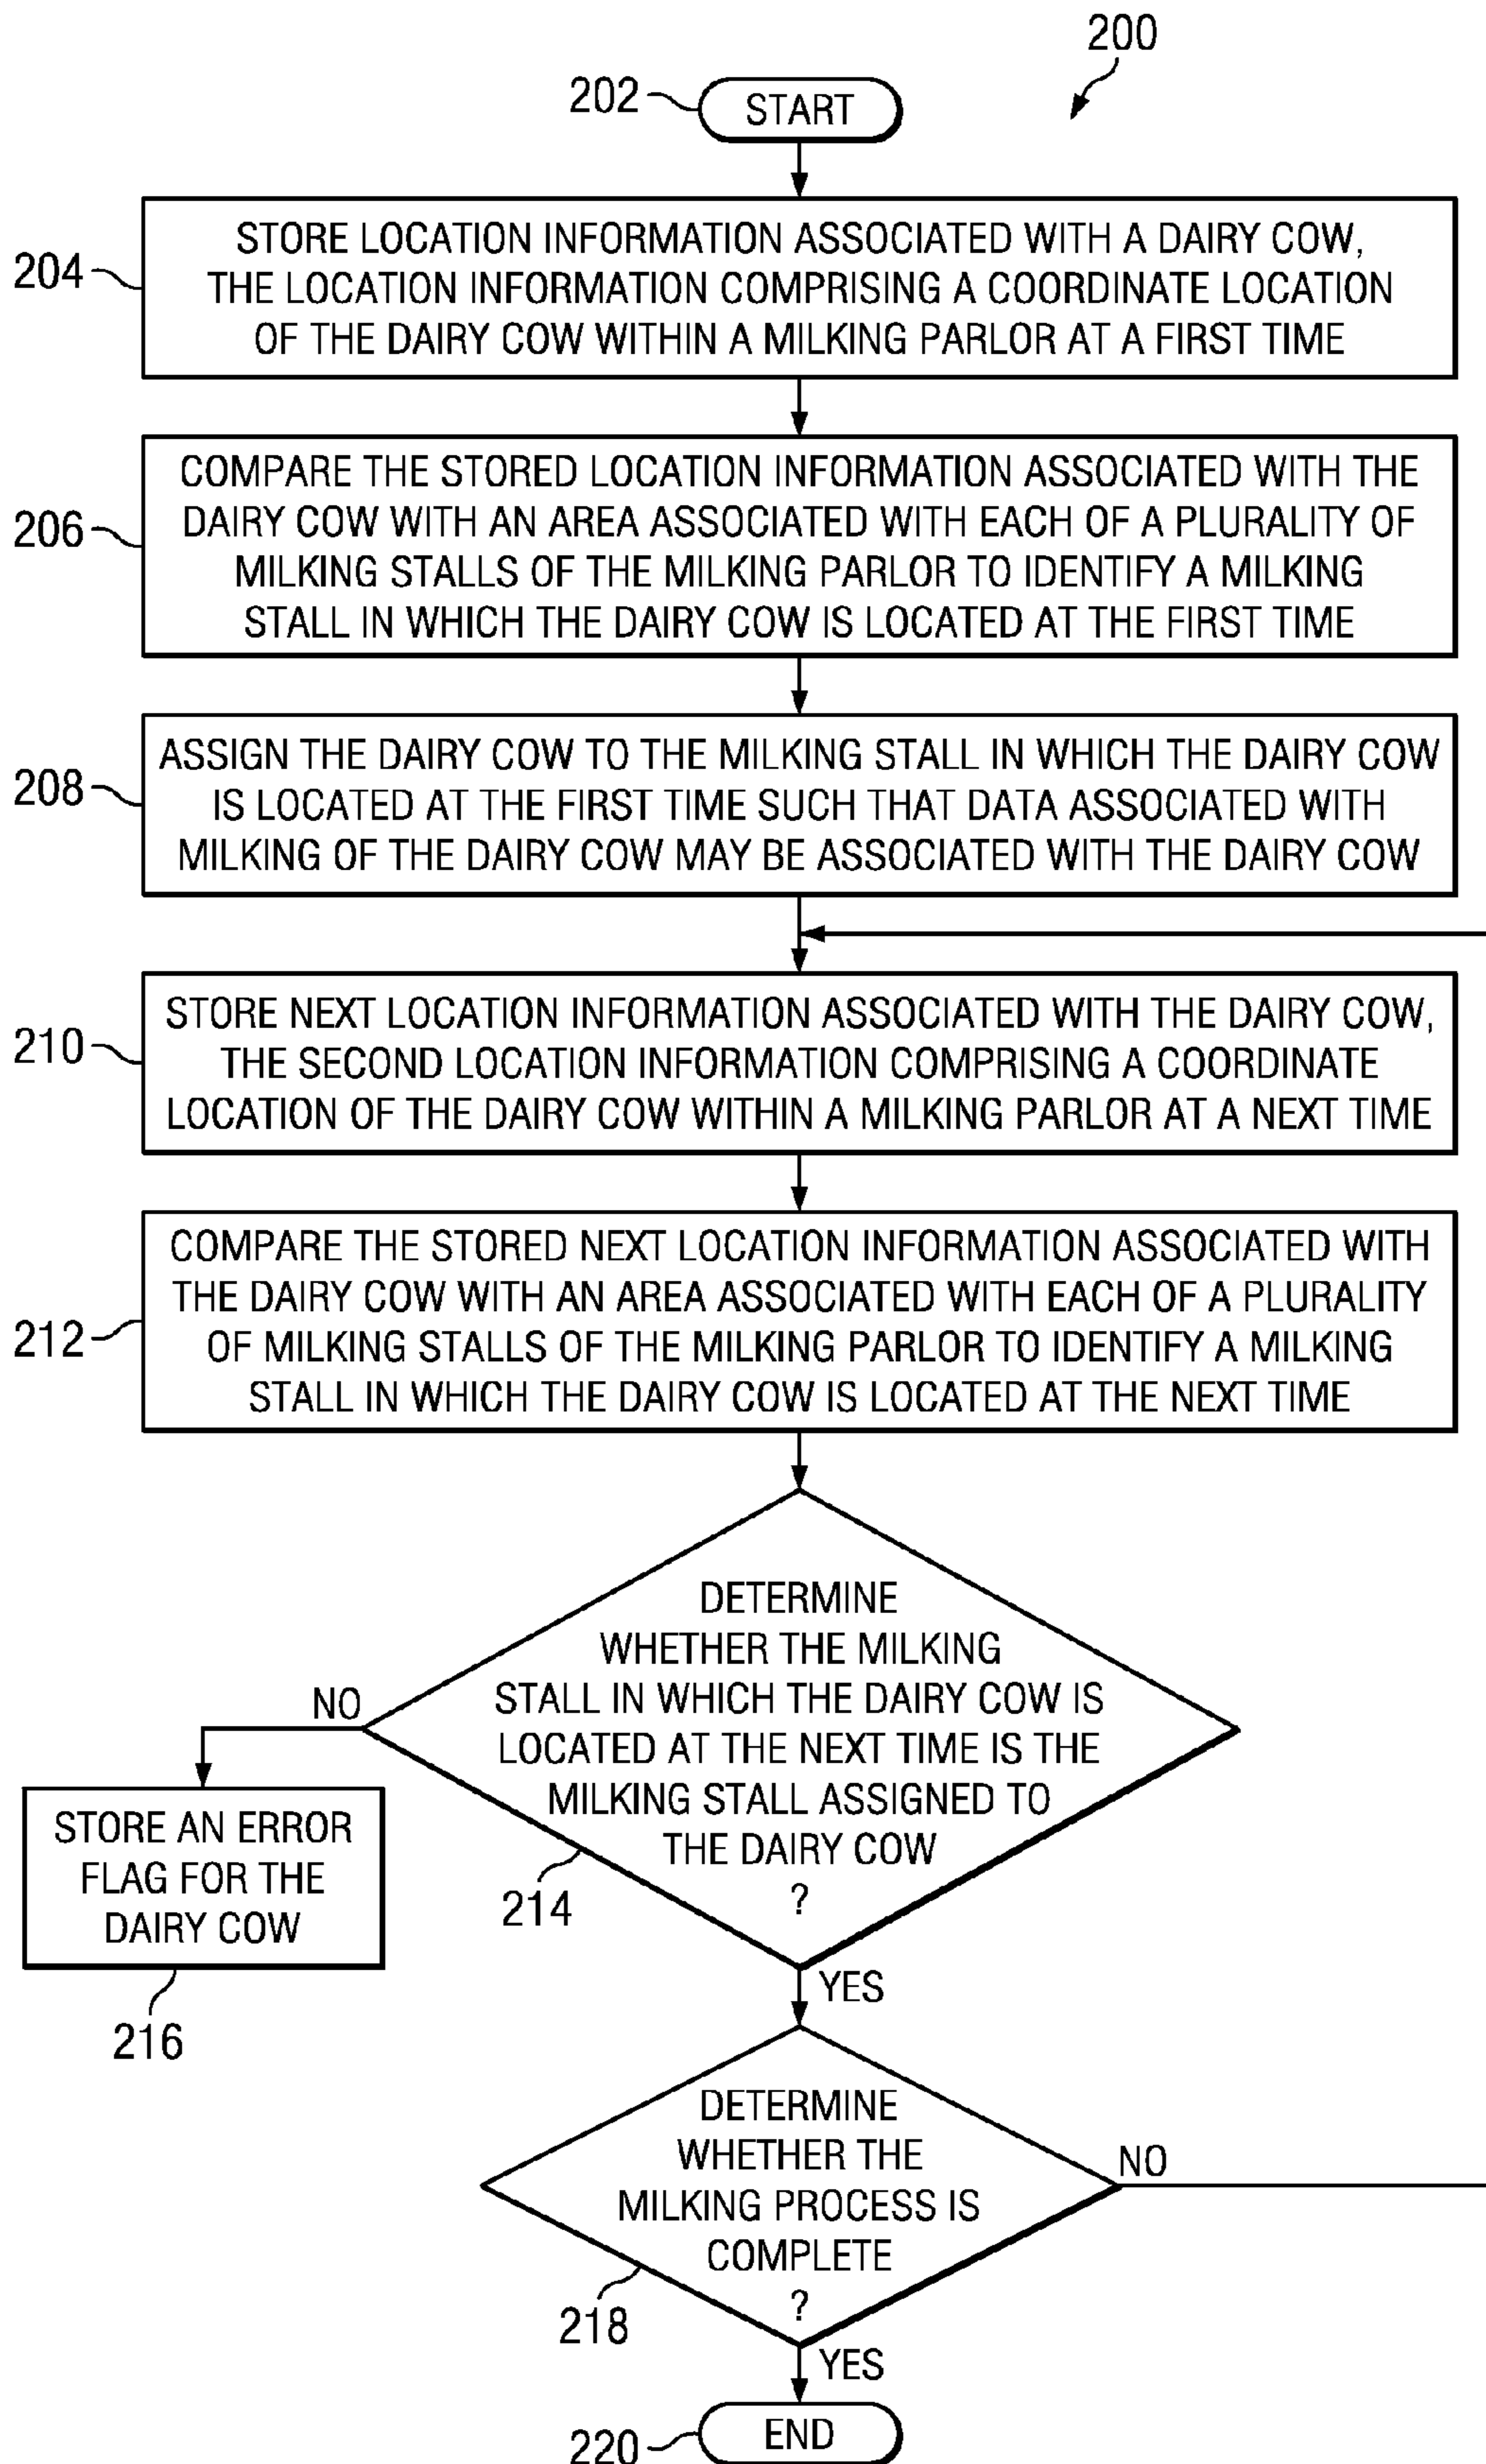 200
202
START
204
STORE LOCATION INFORMATION ASSOCIATED WITH A DAIRY COW,
THE LOCATION INFORMATION COMPRISING A COORDINATE LOCATION
OF THE DAIRY COW WITHIN A MILKING PARLOR AT A FIRST TIME
206
COMPARE THE STORED LOCATION INFORMATION ASSOCIATED WITH THE
DAIRY COW WITH AN AREA ASSOCIATED WITH EACH OF A PLURALITY OF
MILKING STALLS OF THE MILKING PARLOR TO IDENTIFY A MILKING
STALL IN WHICH THE DAIRY COW IS LOCATED AT THE FIRST TIME
208
ASSIGN THE DAIRY COW TO THE MILKING STALL IN WHICH THE DAIRY COW
IS LOCATED AT THE FIRST TIME SUCH THAT DATA ASSOCIATED WITH
MILKING OF THE DAIRY COW MAY BE ASSOCIATED WITH THE DAIRY COW
210
STORE NEXT LOCATION INFORMATION ASSOCIATED WITH THE DAIRY COW,
THE SECOND LOCATION INFORMATION COMPRISING A COORDINATE
LOCATION OF THE DAIRY COW WITHIN A MILKING PARLOR AT A NEXT TIME
212
COMPARE THE STORED NEXT LOCATION INFORMATION ASSOCIATED WITH
THE DAIRY COW WITH AN AREA ASSOCIATED WITH EACH OF A PLURALITY
OF MILKING STALLS OF THE MILKING PARLOR TO IDENTIFY A MILKING
STALL IN WHICH THE DAIRY COW IS LOCATED AT THE NEXT TIME
DETERMINE
WHETHER THE MILKING
STALL IN WHICH THE DAIRY COW IS
LOCATED AT THE NEXT TIME IS THE
MILKING STALL ASSIGNED TO
THE DAIRY COW
?
214
NO
STORE AN ERROR
FLAG FOR THE
DAIRY COW
216
YES
DETERMINE
WHETHER THE
MILKING PROCESS IS
COMPLETE
?
218
NO
YES
220
END